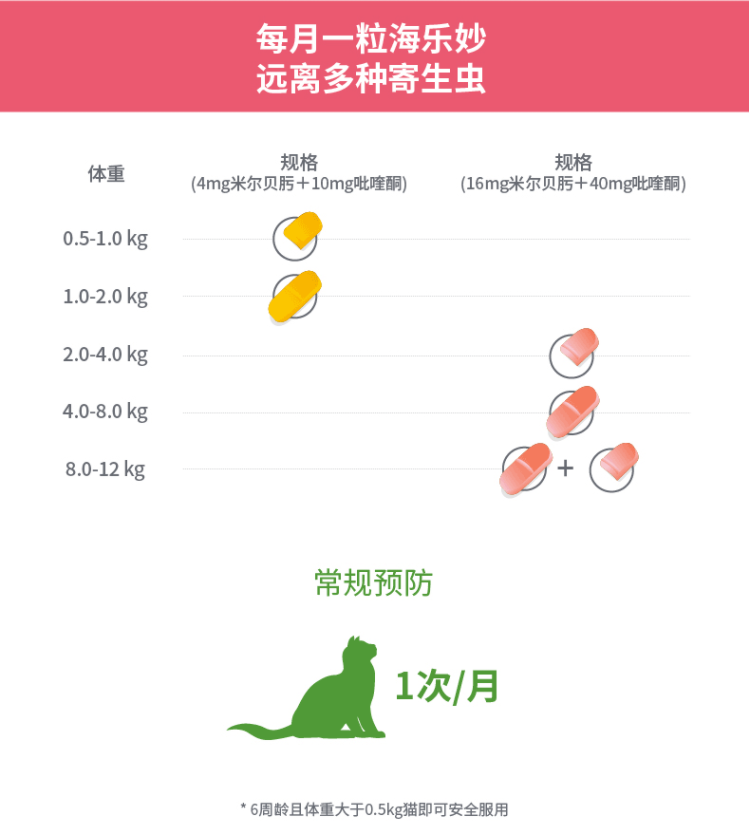 每月一粒海乐妙
远离多种寄生虫
体重
规格
(4mg米尔贝肟+10mg吡喹酮)
规格
(16mg米尔贝肟+40mg吡喹酮)
0.5-1.0 kg
1.0-2.0 kg
2.0-4.0 kg
4.0-8.0 kg
8.0-12 kg
+
常规预防
1次/月
* 6周龄且体重大于0.5kg猫即可安全服用